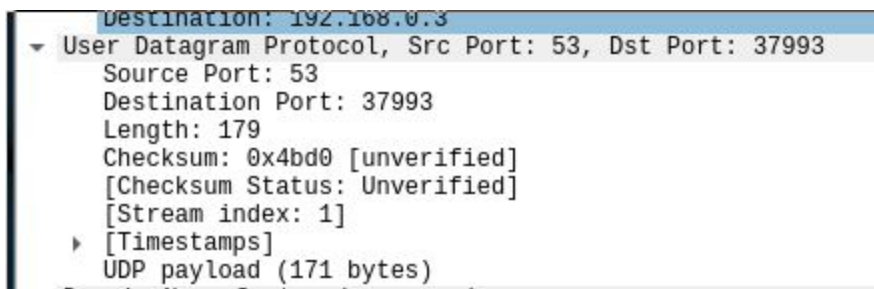 Destination: 192.168.0.3
User Datagram Protocol, Src Port: 53, Dst Port: 37993
Source Port: 53
Destination Port: 37993
Length: 179
Checksum: 0x4bd0 [unverified]
[Checksum Status: Unverified]
[Stream index: 1]
[Timestamps]
UDP payload (171 bytes)